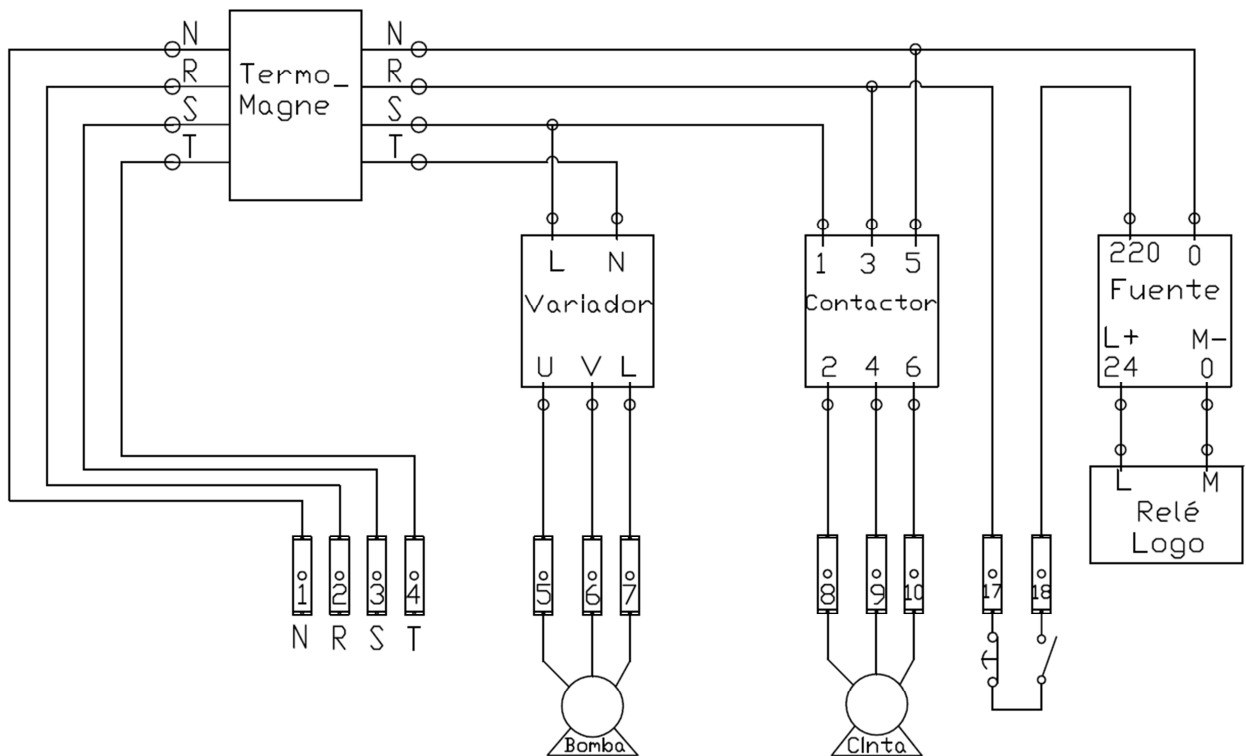 N N
R R
Termo_
Magne
S S
T T
L N
Variador
U V L
1 3 5
Contactor
2 4 6
220 0
Fuente
L+ M-
24 0
L M
Relé
Logo
1 2 3 4
N R S T
5 6 7
Bomba
8 9 10
CInta
17 18